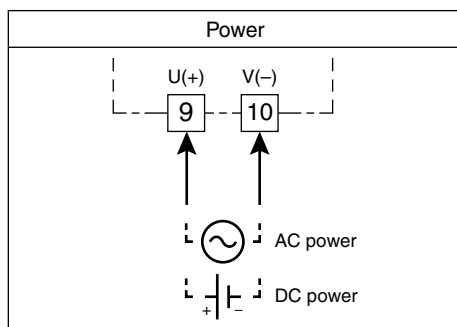 Power
U(+) V(–)
9 10
AC power
+ –
DC power